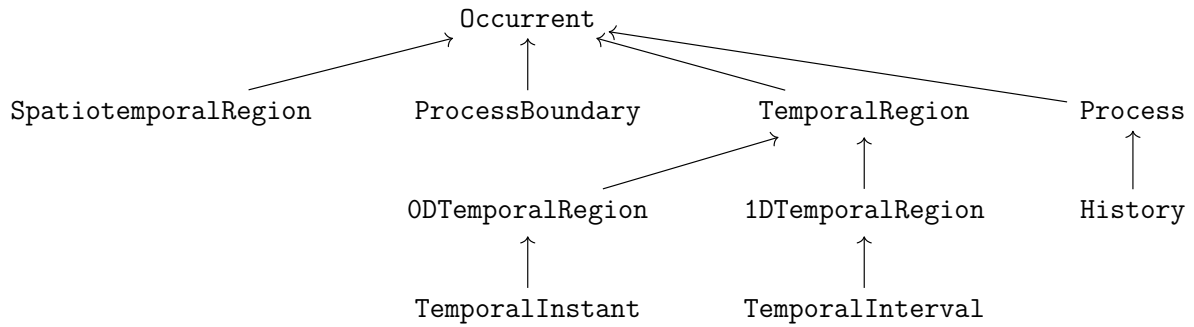 Occurrent
SpatiotemporalRegion ProcessBoundary TemporalRegion Process
0DTemporalRegion 1DTemporalRegion History
TemporalInstant TemporalInterval